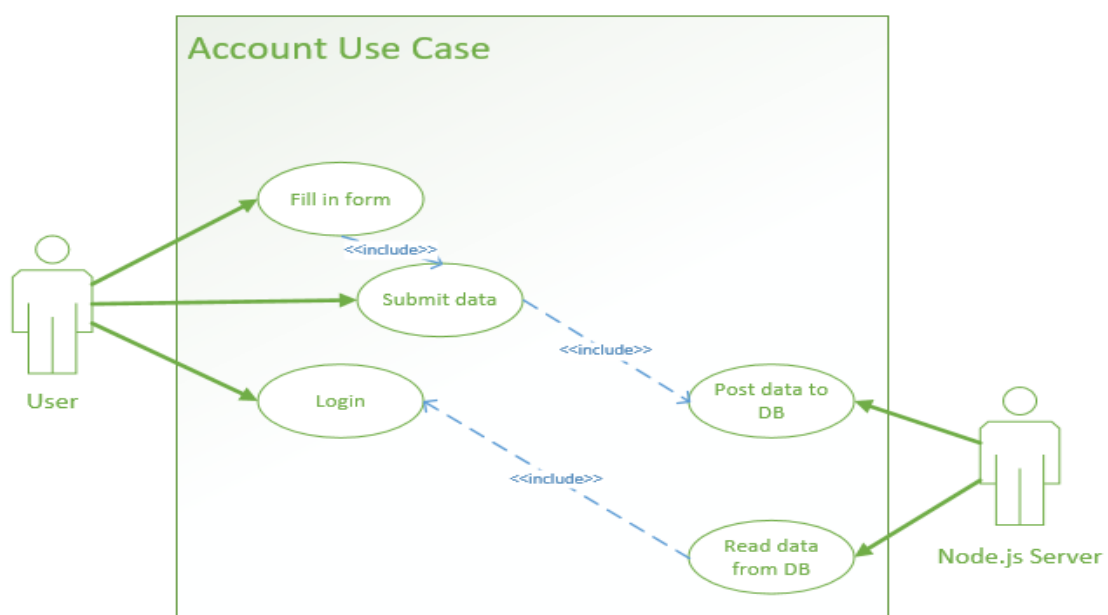 Account Use Case
Fill in form
<<include>>
Submit data
<<include>>
User
Login
Post data to
DB
<<include>>
Read data
from DB
Node.js Server